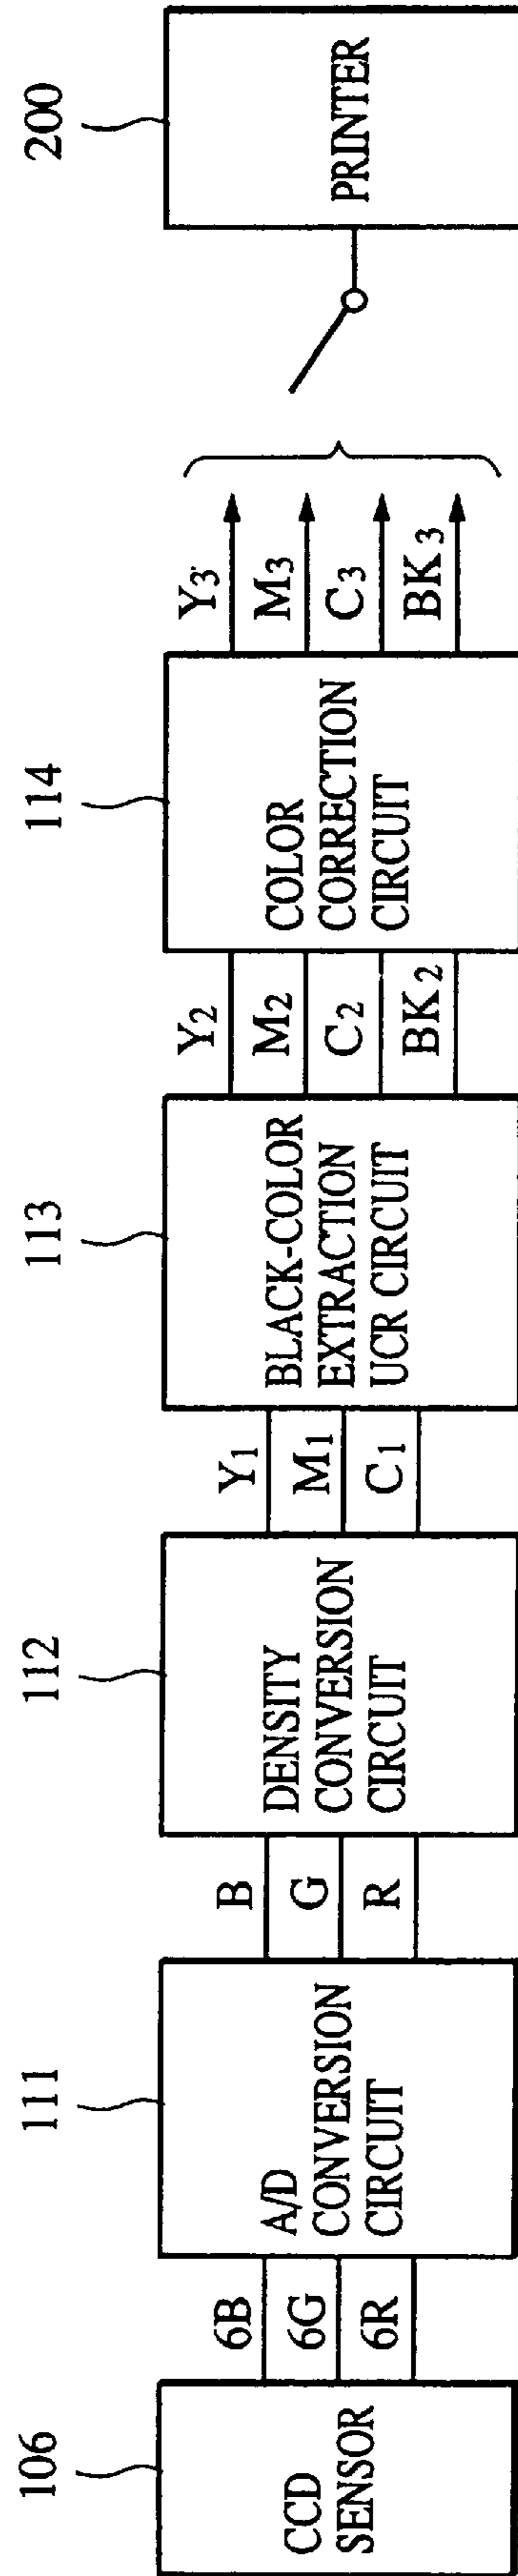 106
CCD
SENSOR
6B
6G
6R
111
A/D
CONVERSION
CIRCUIT
B
G
R
112
DENSITY
CONVERSION
CIRCUIT
Y1
M1
C1
113
BLACK-COLOR
EXTRACTION
UCR CIRCUIT
Y2
M2
C2
BK2
114
COLOR
CORRECTION
CIRCUIT
Y3
M3
C3
BK3
200
PRINTER